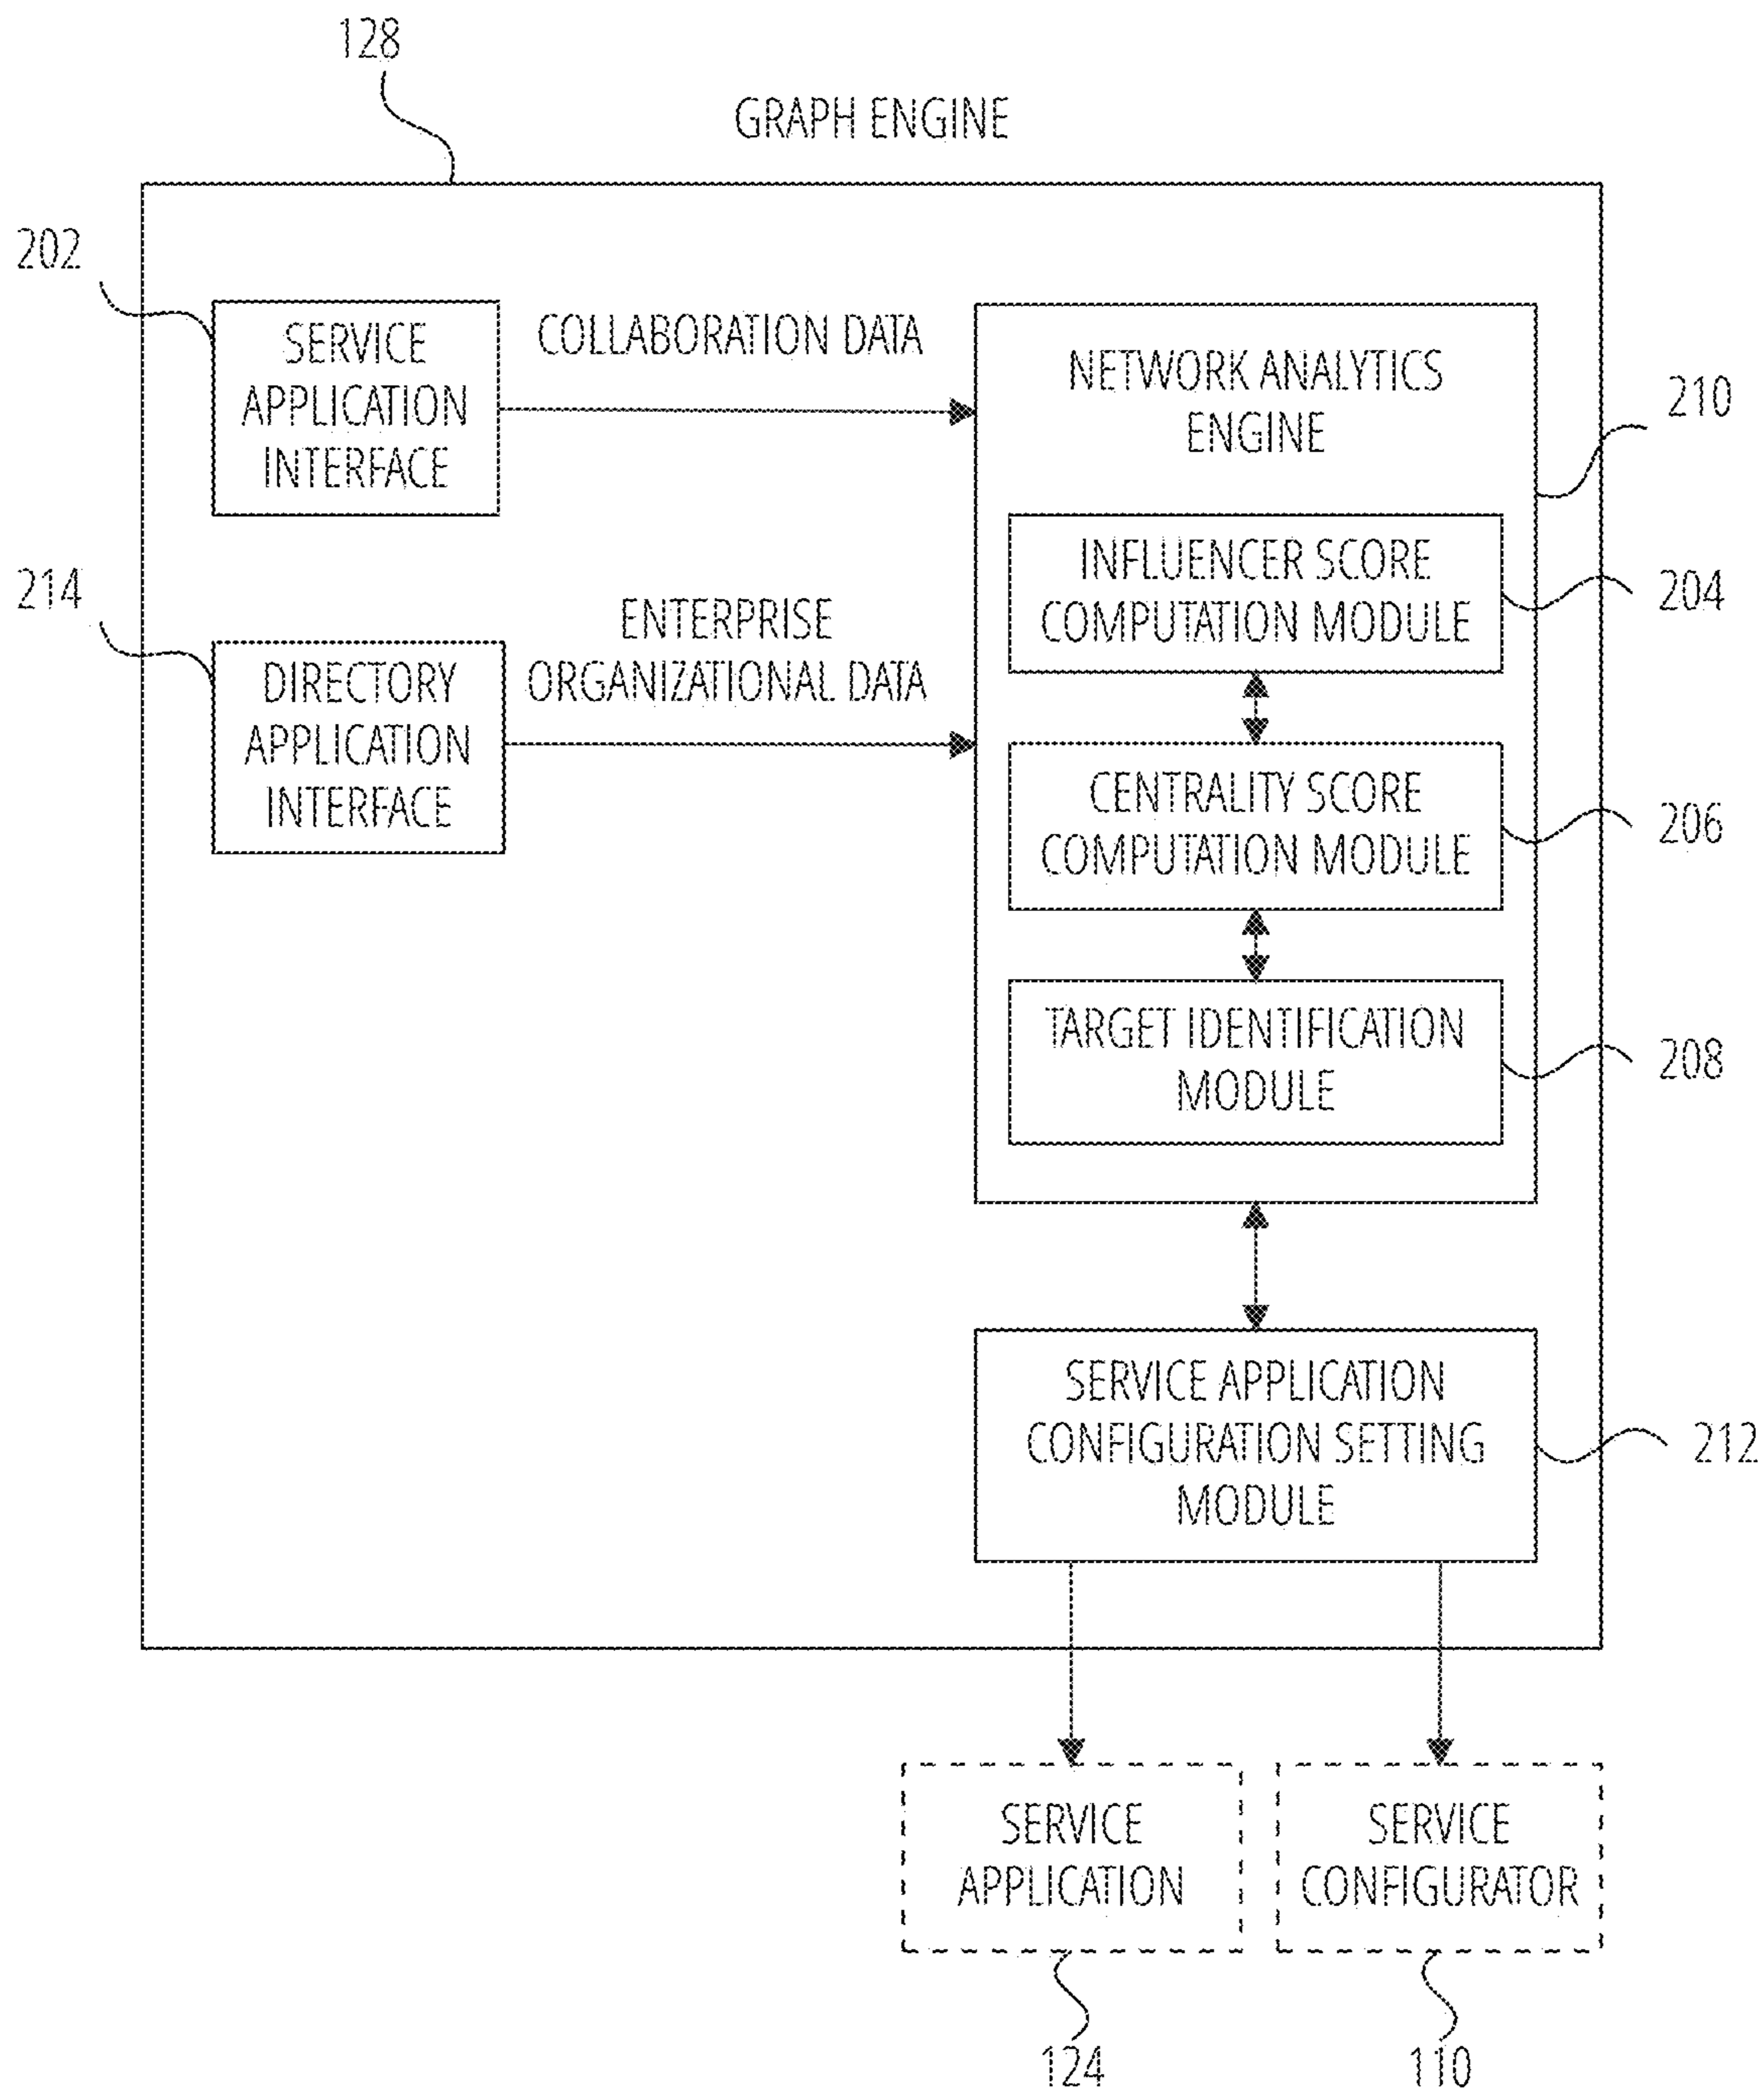 128
GRAPH ENGINE
202
SERVICE
APPLICATION
INTERFACE
COLLABORATION DATA
NETWORK ANALYTICS
ENGINE
210
INFLUENCER SCORE
COMPUTATION MODULE
204
214
DIRECTORY
APPLICATION
INTERFACE
ENTERPRISE
ORGANIZATIONAL DATA
CENTRALITY SCORE
COMPUTATION MODULE
206
TARGET IDENTIFICATION
MODULE
208
SERVICE APPLICATION
CONFIGURATION SETTING
MODULE
212
SERVICE
APPLICATION
SERVICE
CONFIGURATOR
124
110